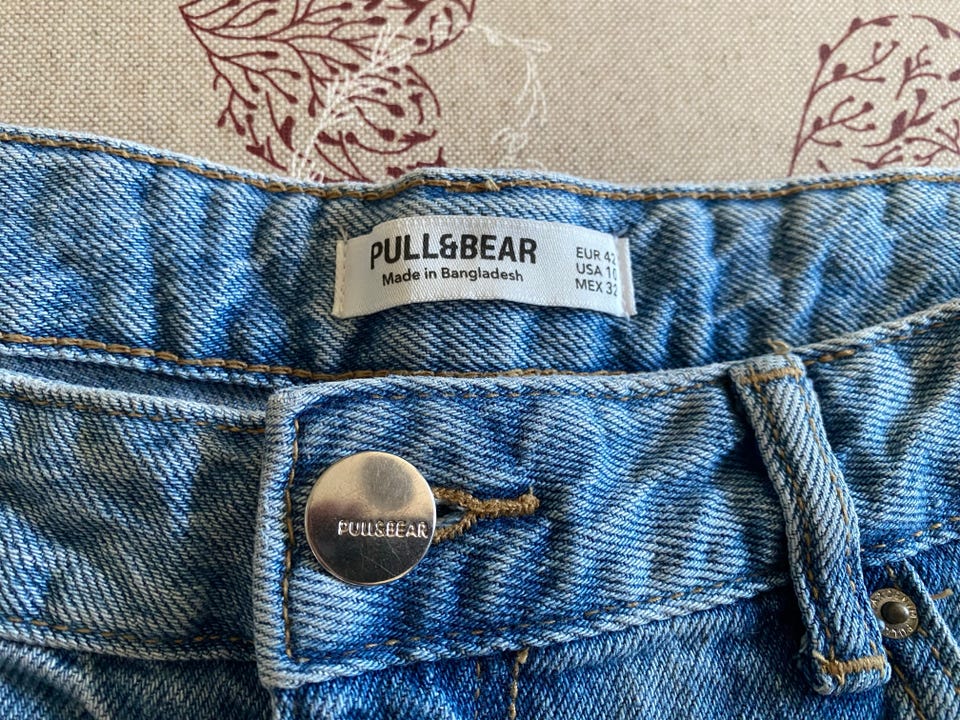 PULL&BEAR
Made in Bangladesh
EUR 42
USA 10
MEX 32
PULL&BEAR